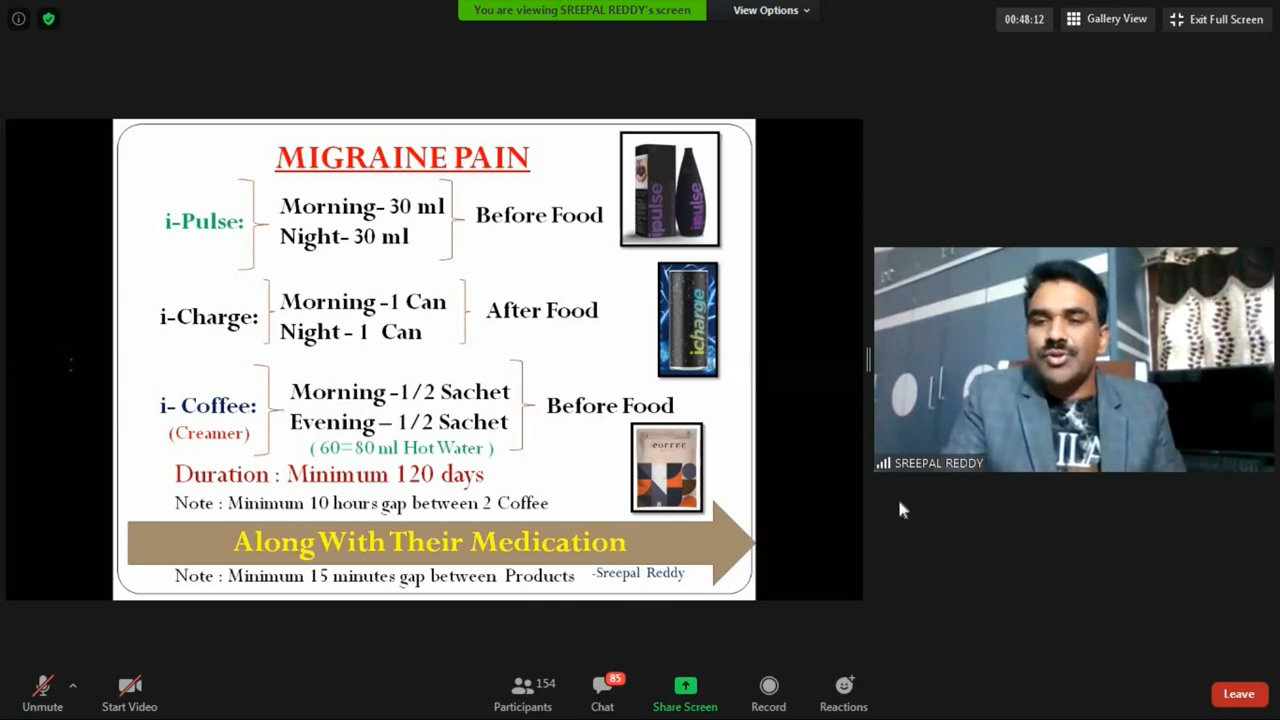 You are viewing SREEPAL REDDY's screen
View Options
00:48:12
Gallery View
Exit Full Screen
MIGRAINE PAIN
i-Pulse:
Morning- 30 ml
Night- 30 ml
Before Food
ipulse
ipulse
i-Charge:
Morning -1 Can
Night - 1 Can
After Food
icharge
i- Coffee:
(Creamer)
Morning -1/2 Sachet
Evening – 1/2 Sachet
( 60=80 ml Hot Water )
Before Food
COFFEE
Duration : Minimum 120 days
Note : Minimum 10 hours gap between 2 Coffee
Along With Their Medication
Note : Minimum 15 minutes gap between Products
-Sreepal Reddy
SREEPAL REDDY
Unmute
Start Video
154
Participants
85
Chat
Share Screen
Record
Reactions
Leave